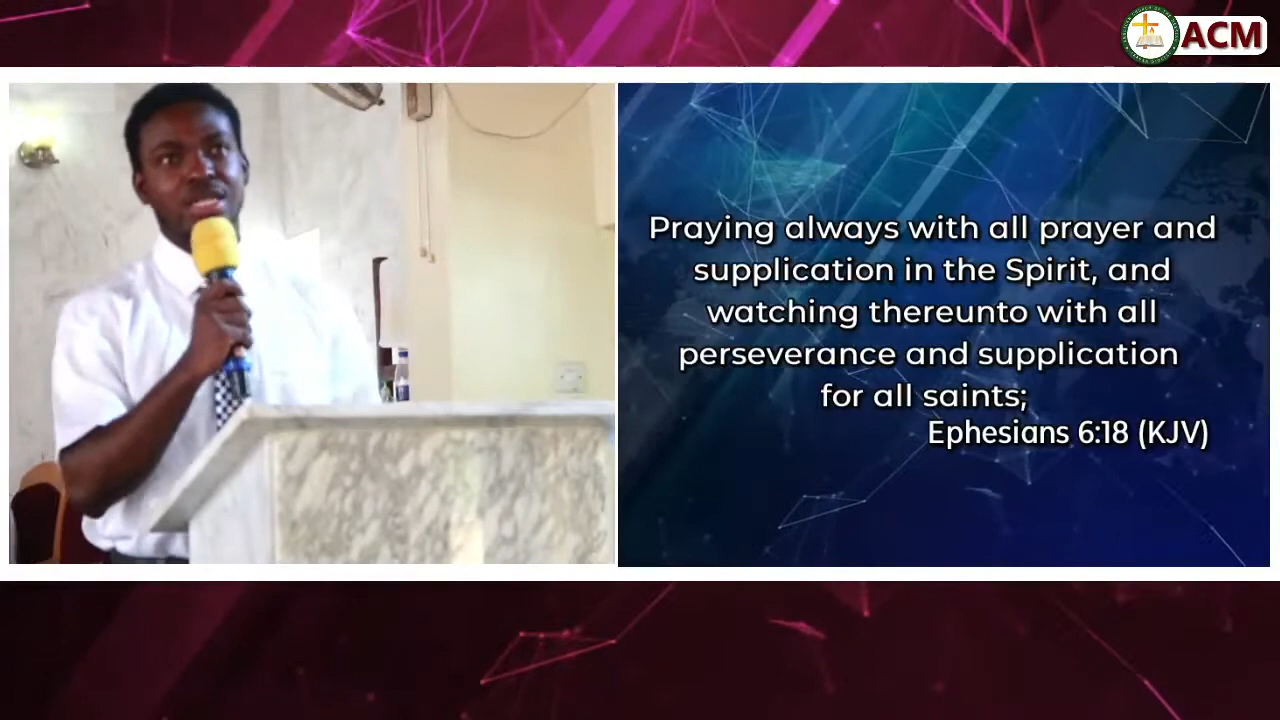 ACM
Praying always with all prayer and
supplication in the Spirit, and
watching thereunto with all
perseverance and supplication
for all saints;
Ephesians 6:18 (KJV)